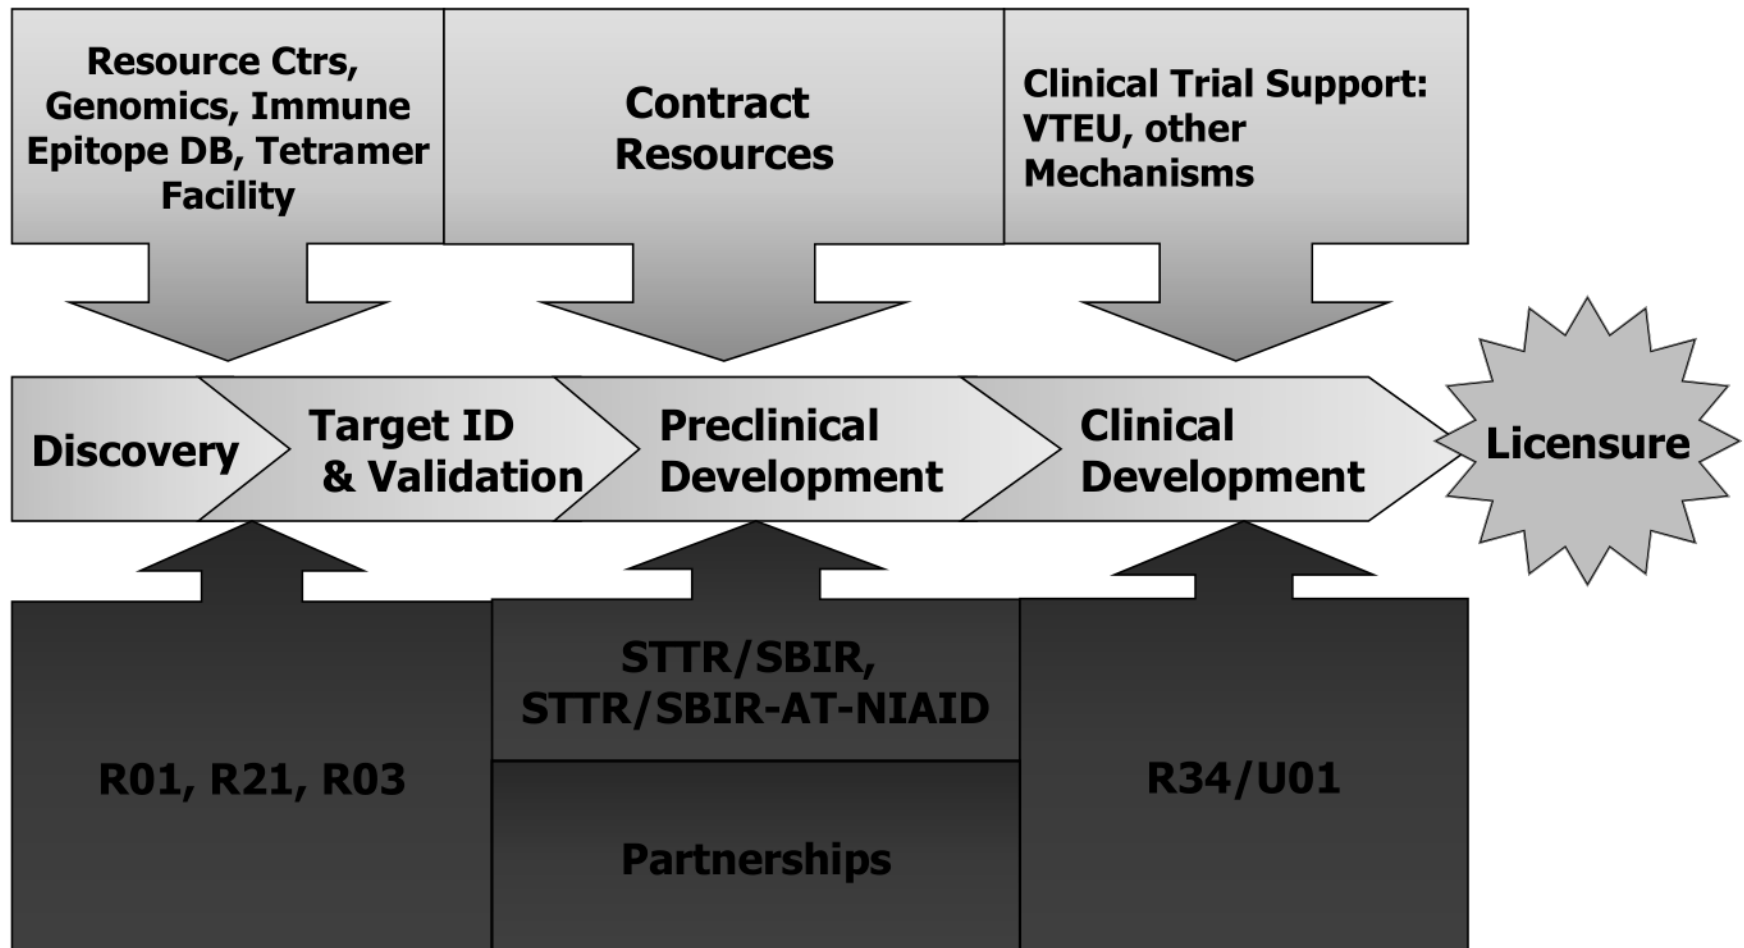 Resource Ctrs,
Genomics, Immune
Epitope DB, Tetramer
Facility
Contract
Resources
Clinical Trial Support:
VTEU, other
Mechanisms
Discovery
Target ID
& Validation
Preclinical
Development
Clinical
Development
Licensure
R01, R21, R03
STTR/SBIR,
STTR/SBIR-AT-NIAID
Partnerships
R34/U01